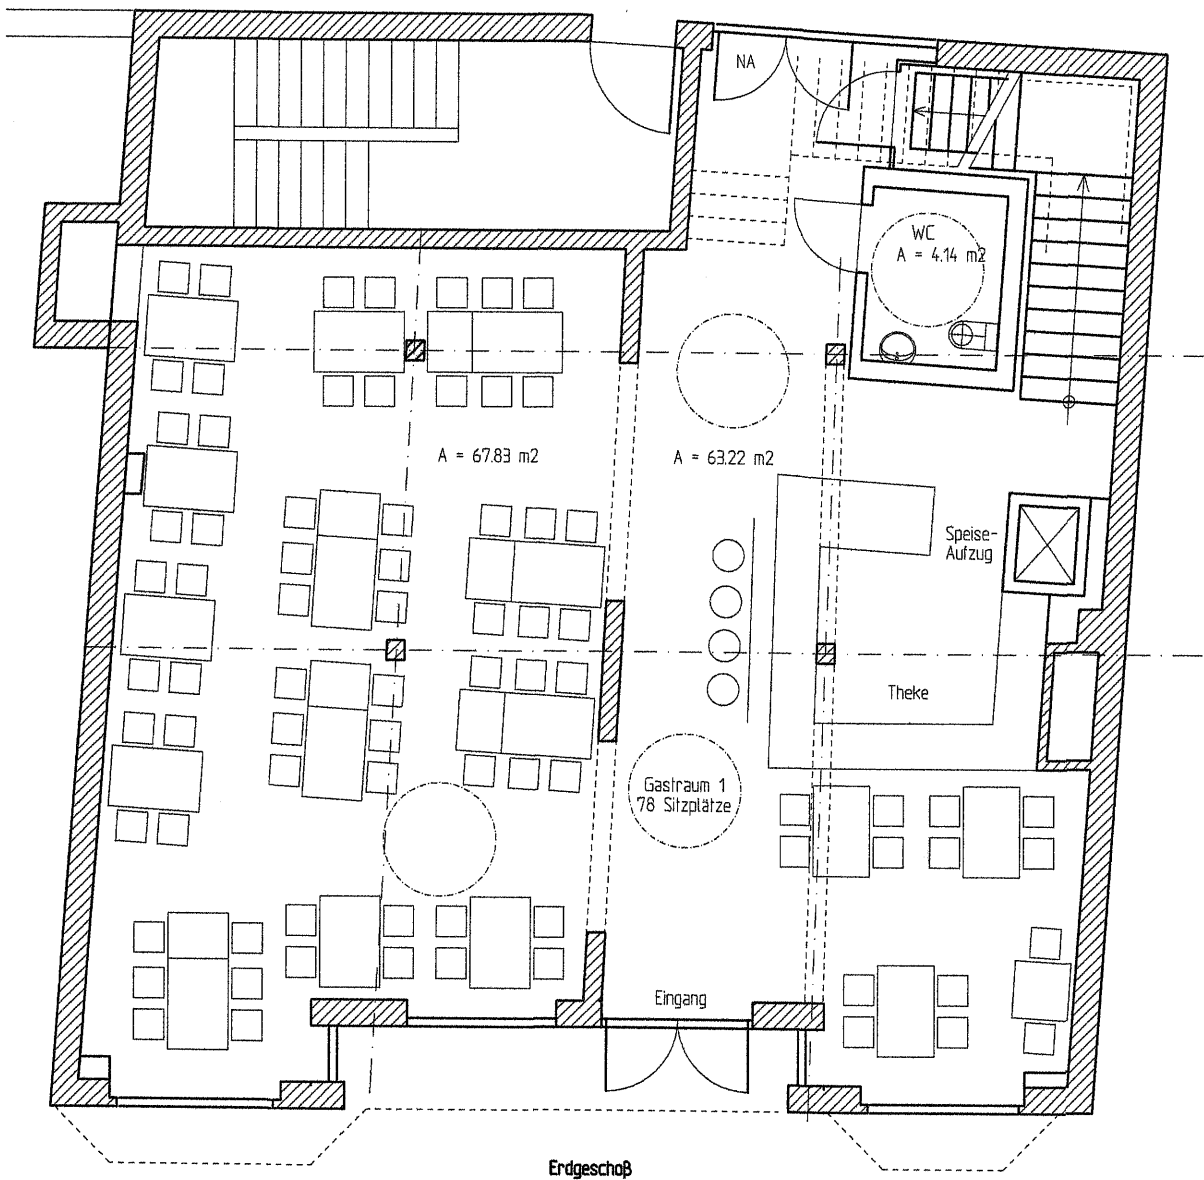 NA
WC
A = 4.14 m2
A = 67.83 m2
A = 63.22 m2
Speise-
Aufzug
Theke
Gastraum 1
78 Sitzplätze
Eingang
Erdgeschoß